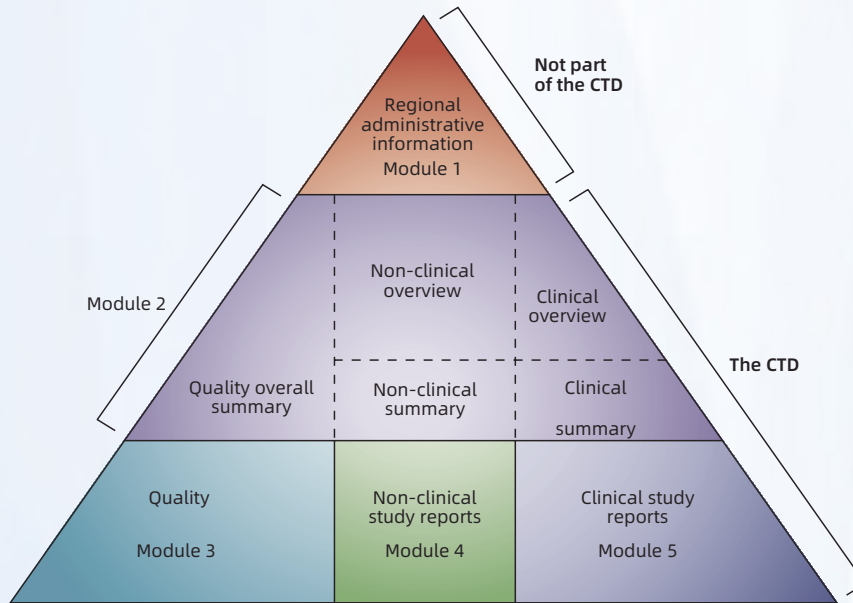 Not part
of the CTD
Regional
administrative
information
Module 1
Module 2
Non-clinical
overview
Clinical
overview
The CTD
Quality overall
summary
Non-clinical
summary
Clinical
summary
Quality
Module 3
Non-clinical
study reports
Module 4
Clinical study
reports
Module 5